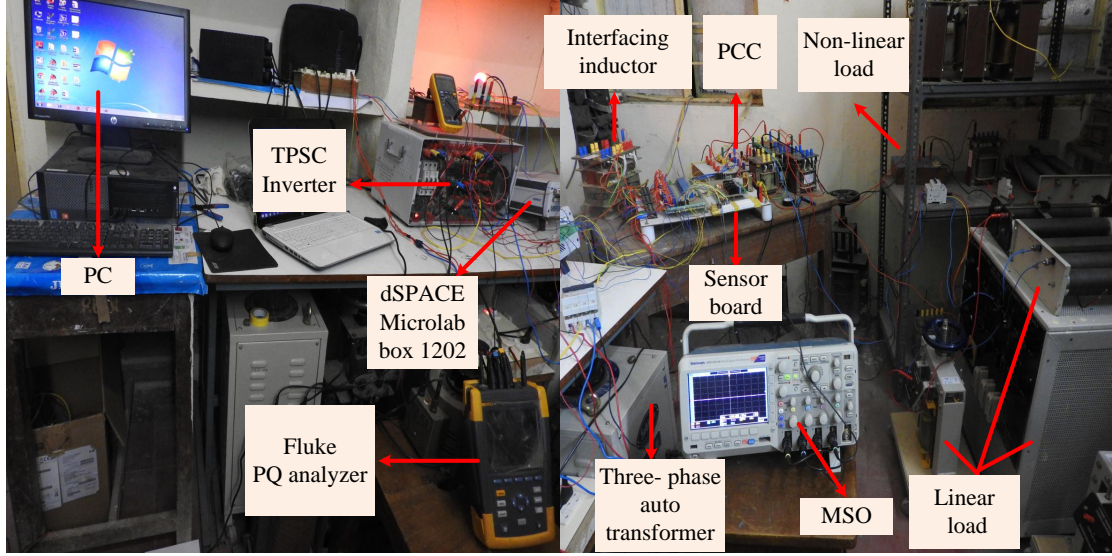 Interfacing
inductor
PCC
Non-linear
load
TPSC
Inverter
PC
dSPACE
Microlab
box 1202
Sensor
board
Fluke
PQ analyzer
Three- phase
auto
transformer
MSO
Linear
load